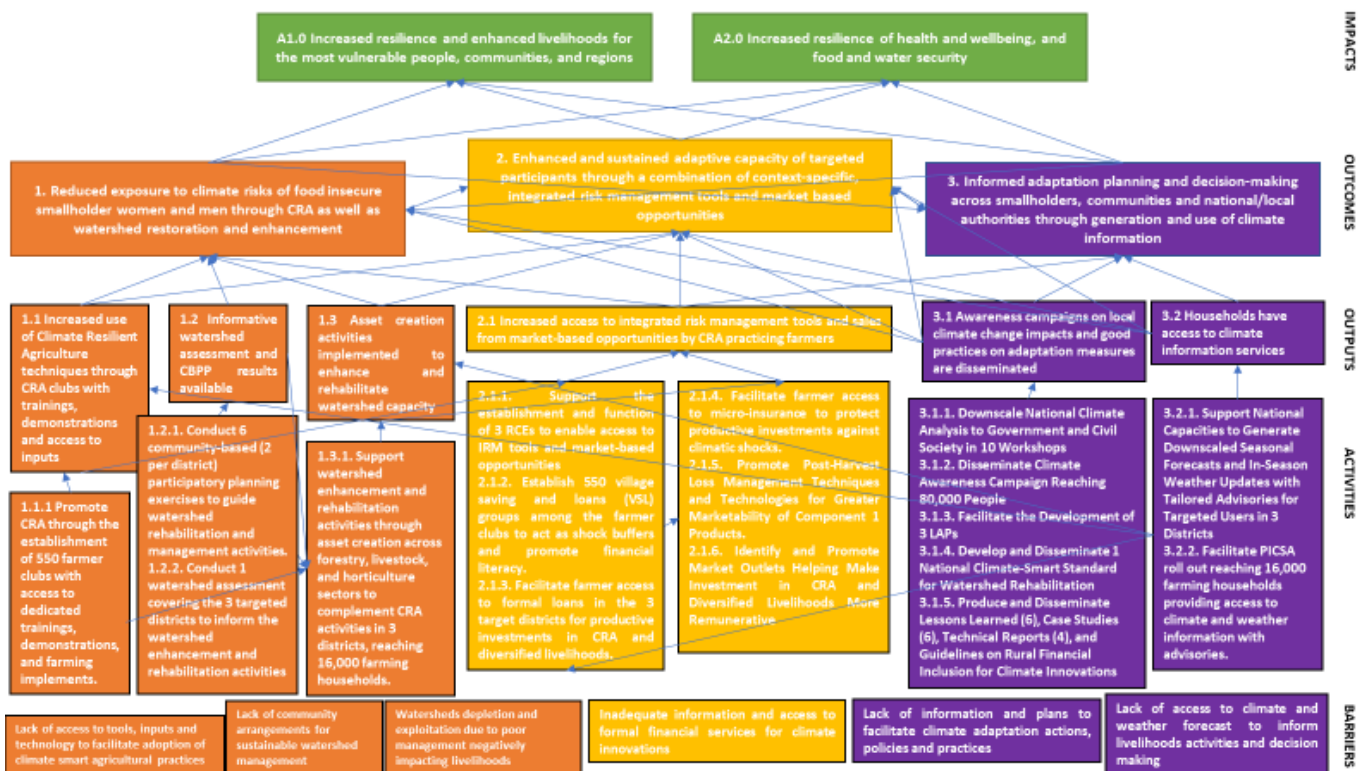 IMPACTS
A1.0 Increased resilience and enhanced livelihoods for
the most vulnerable people, communities, and regions
A2.0 Increased resilience of health and wellbeing, and
food and water security
OUTCOMES
1. Reduced exposure to climate risks of food insecure
smallholder women and men through CRA as well as
watershed restoration and enhancement
2. Enhanced and sustained adaptive capacity of targeted
participants through a combination of context-specific,
integrated risk management tools and market based
opportunities
3. Informed adaptation planning and decision-making
across smallholders, communities and national/local
authorities through generation and use of climate
information
OUTPUTS
1.1 Increased use
of Climate Resilient
Agriculture
techniques through
CRA clubs with
trainings,
demonstrations
and access to
inputs
1.2 Informative
watershed
assessment and
CBPP results
available
1.3 Asset creation
activities
implemented to
enhance and
rehabilitate
watershed capacity
2.1 Increased access to integrated risk management tools and sales
from market-based opportunities by CRA practicing farmers
3.1 Awareness campaigns on local
climate change impacts and good
practices on adaptation measures
are disseminated
3.2 Households have
access to climate
information services
ACTIVITIES
1.1.1 Promote
CRA through the
establishment
of 550 farmer
clubs with
access to
dedicated
trainings,
demonstrations,
and farming
implements.
1.2.1. Conduct 6
community-based (2
per district)
participatory planning
exercises to guide
watershed
rehabilitation and
management activities.
1.2.2. Conduct 1
watershed assessment
covering the 3 targeted
districts to inform the
watershed
enhancement and
rehabilitation activities
1.3.1. Support
watershed
enhancement and
rehabilitation
activities through
asset creation across
forestry, livestock,
and horticulture
sectors to
complement CRA
activities in 3
districts, reaching
16,000 farming
households.
2.1.1. Support the
establishment and function
of 3 RCEs to enable access to
IRM tools and market-based
opportunities
2.1.2. Establish 550 village
saving and loans (VSL)
groups among the farmer
clubs to act as shock buffers
and promote financial
literacy.
2.1.3. Facilitate farmer access
to formal loans in the 3
target districts for productive
investments in CRA and
diversified livelihoods.
2.1.4. Facilitate farmer access
to micro-insurance to protect
productive investments against
climatic shocks.
2.1.5. Promote Post-Harvest
Loss Management Techniques
and Technologies for Greater
Marketability of Component 1
Products.
2.1.6. Identify and Promote
Market Outlets Helping Make
Investment in CRA and
Diversified Livelihoods More
Remunerative.
3.1.1. Downscale National Climate
Analysis to Government and Civil
Society in 10 Workshops
3.1.2. Disseminate Climate
Awareness Campaign Reaching
80,000 People
3.1.3. Facilitate the Development of
3 LAPs
3.1.4. Develop and Disseminate 1
National Climate-Smart Standard
for Watershed Rehabilitation
3.1.5. Produce and Disseminate
Lessons Learned (6), Case Studies
(6), Technical Reports (4), and
Guidelines on Rural Financial
Inclusion for Climate Innovations
3.2.1. Support National
Capacities to Generate
Downscaled Seasonal
Forecasts and In-Season
Weather Updates with
Tailored Advisories for
Targeted Users in 3
Districts
3.2.2. Facilitate PICSA
roll out reaching 16,000
farming households
providing access to
climate and weather
information with
advisories.
BARRIERS
Lack of access to tools, inputs and
technology to facilitate adoption of
climate smart agricultural practices
Lack of community
arrangements for
sustainable watershed
management
Watersheds depletion and
exploitation due to poor
management negatively
impacting livelihoods
Inadequate information and access to
formal financial services for climate
innovations
Lack of information and plans to
facilitate climate adaptation actions,
policies and practices
Lack of access to climate and
weather forecast to inform
livelihoods activities and decision
making